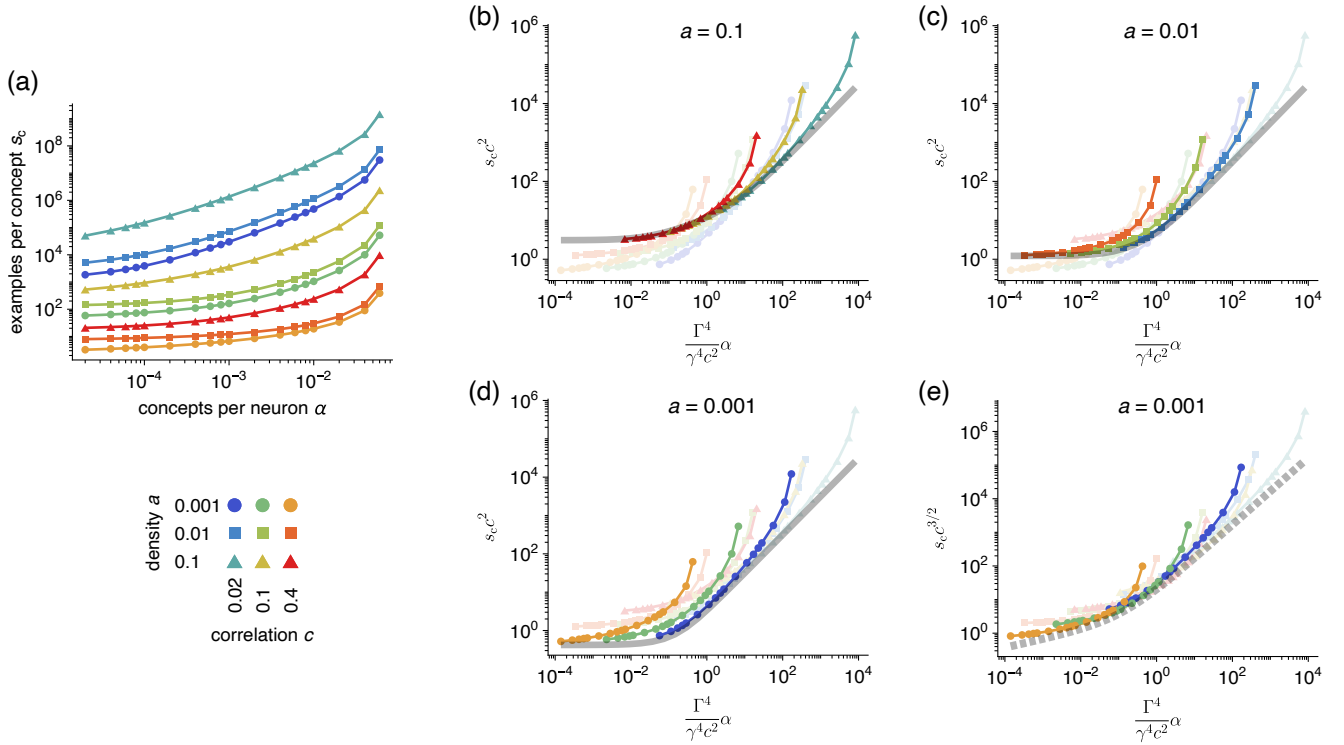 (a)
examples per concept s_c
10^8
10^6
10^4
10^2
10^−4
10^−3
10^−2
concepts per neuron α
density a
0.001
0.01
0.1
0.02
0.1
0.4
correlation c
(b)
a = 0.1
s_c c^2
10^6
10^4
10^2
10^0
10^−4
10^−2
10^0
10^2
10^4
Γ^4/γ^4c^2 α
(c)
a = 0.01
s_c c^2
10^6
10^4
10^2
10^0
10^−4
10^−2
10^0
10^2
10^4
Γ^4/γ^4c^2 α
(d)
a = 0.001
s_c c^2
10^6
10^4
10^2
10^0
10^−4
10^−2
10^0
10^2
10^4
Γ^4/γ^4c^2 α
(e)
a = 0.001
s_c c^{3/2}
10^6
10^4
10^2
10^0
10^−4
10^−2
10^0
10^2
10^4
Γ^4/γ^4c^2 α